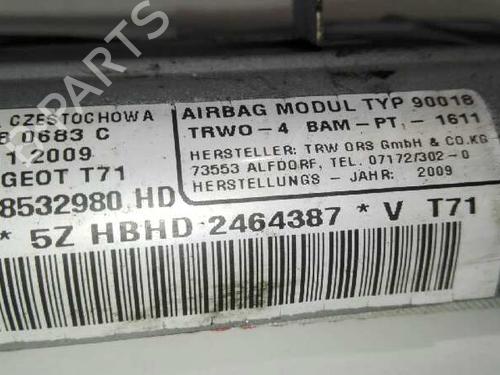 CZESTOCHOWA
0683 C
1.2009
GEOT T71
8532980 HD
* 5Z HBHD 2464387 * V T71
AIRBAG MODUL TYP 90018
TRWO-4 BAM-PT-1611
HERSTELLER: TRW ORS GmbH & CO.KG
73553 ALFDORF, TEL. 07172/302-0
HERSTELLUNGS - JAHR: 2009
B-PARTS